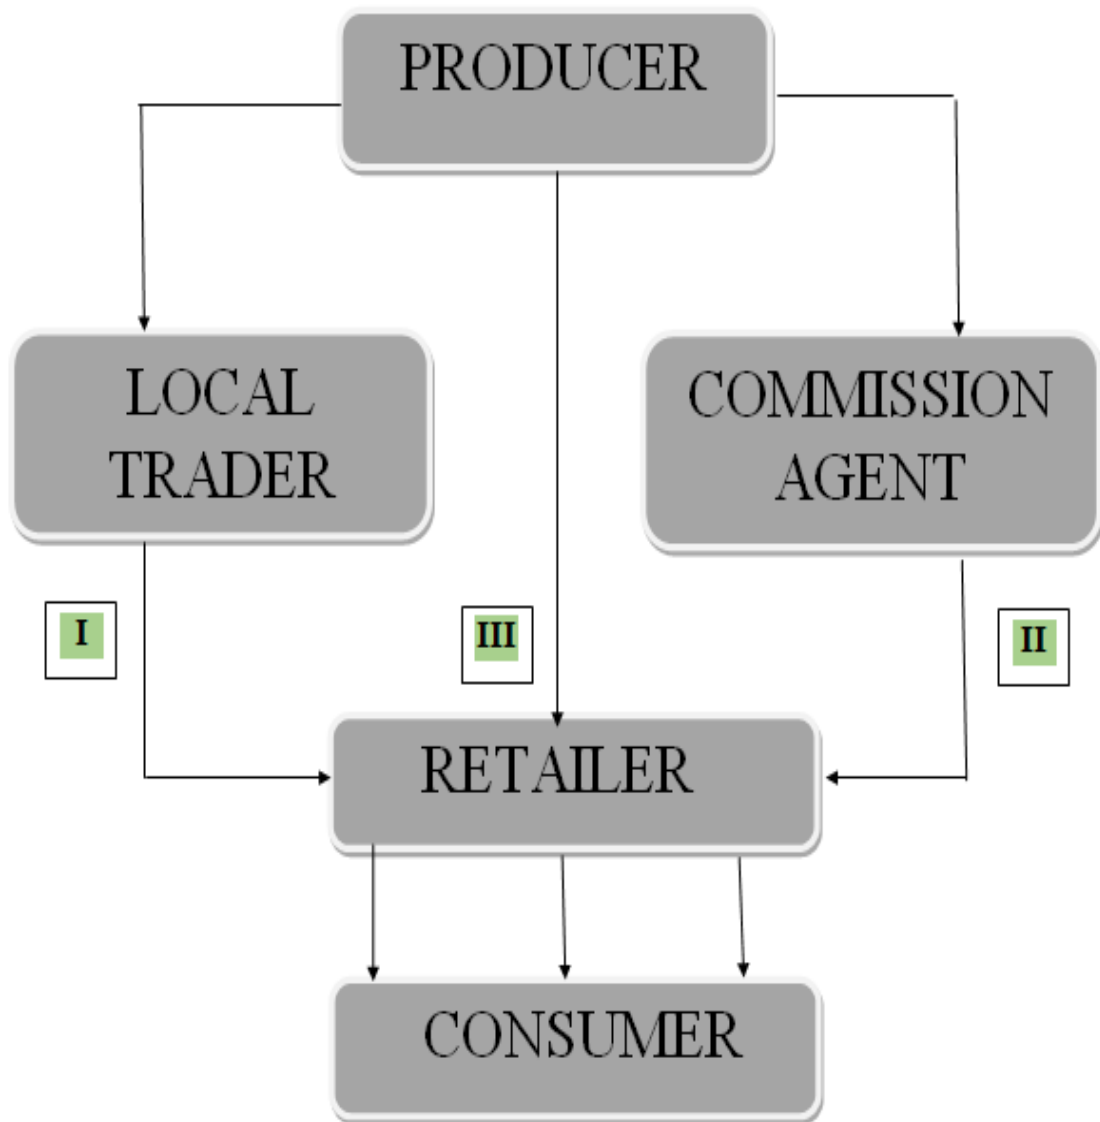 PRODUCER
LOCAL
TRADER
COMMISSION
AGENT
I
III
II
RETAILER
CONSUMER